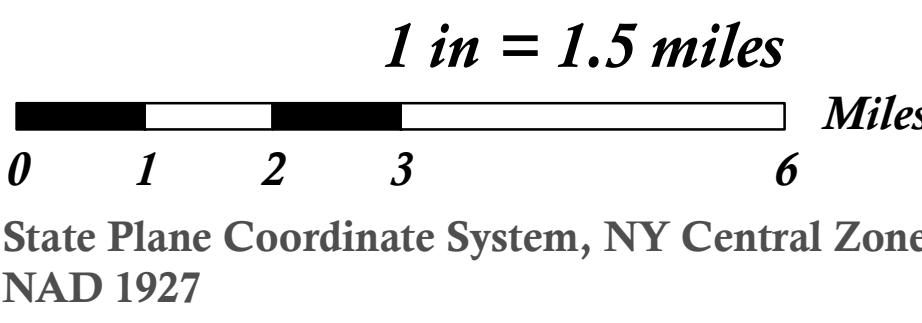 1 in = 1.5 miles
Miles
0 1 2 3 6
State Plane Coordinate System, NY Central Zone
NAD 1927